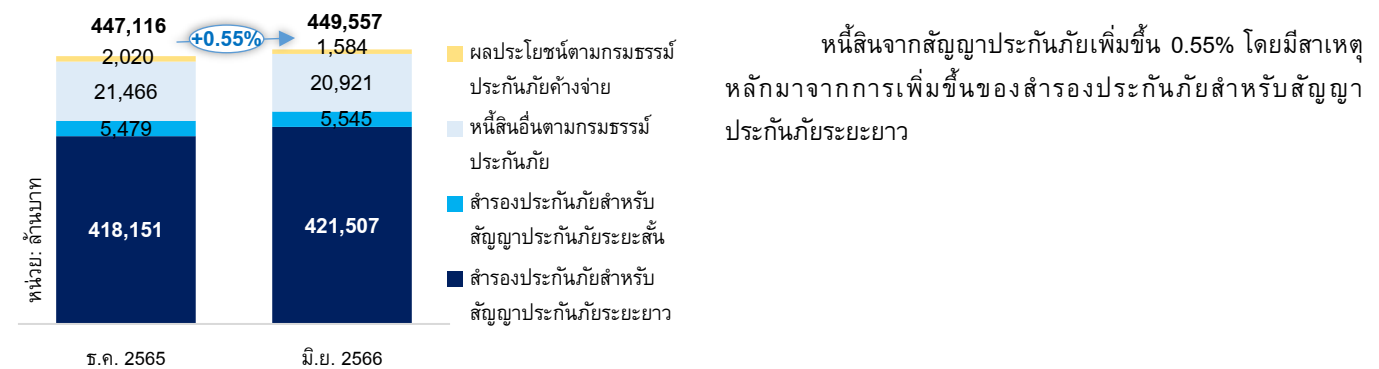 447,116
+0.55%
449,557
2,020
1,584
21,466
20,921
5,479
5,545
418,151
421,507
หน่วย: ล้านบาท
ธ.ค. 2565
มิ.ย. 2566
ผลประโยชน์ตามกรมธรรม์
ประกันภัยค้างจ่าย
หนี้สินอื่นตามกรมธรรม์
ประกันภัย
สำรองประกันภัยสำหรับ
สัญญาประกันภัยระยะสั้น
สำรองประกันภัยสำหรับ
สัญญาประกันภัยระยะยาว
หนี้สินจากสัญญาประกันภัยเพิ่มขึ้น 0.55% โดยมีสาเหตุ
หลักมาจากการเพิ่มขึ้นของสำรองประกันภัยสำหรับสัญญา
ประกันภัยระยะยาว